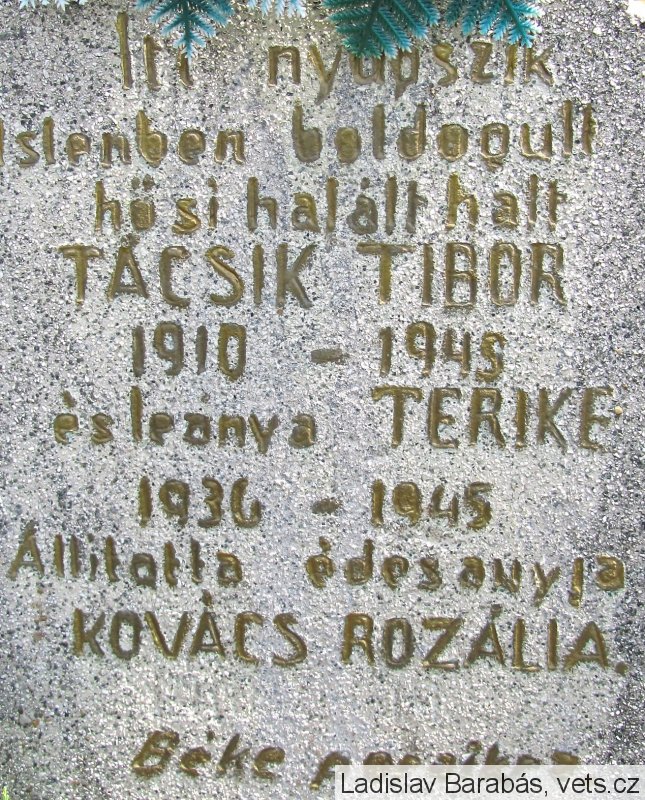 Itt nyugszik
Istenben boldogult
hősi halált halt
TÁCSIK TIBOR
1910 - 1945
és leánya TERIKE
1936 - 1945
Állitatta édesanyja
KOVÁCS ROZÁLIA.
Béke
Ladislav Barabás, vets.cz